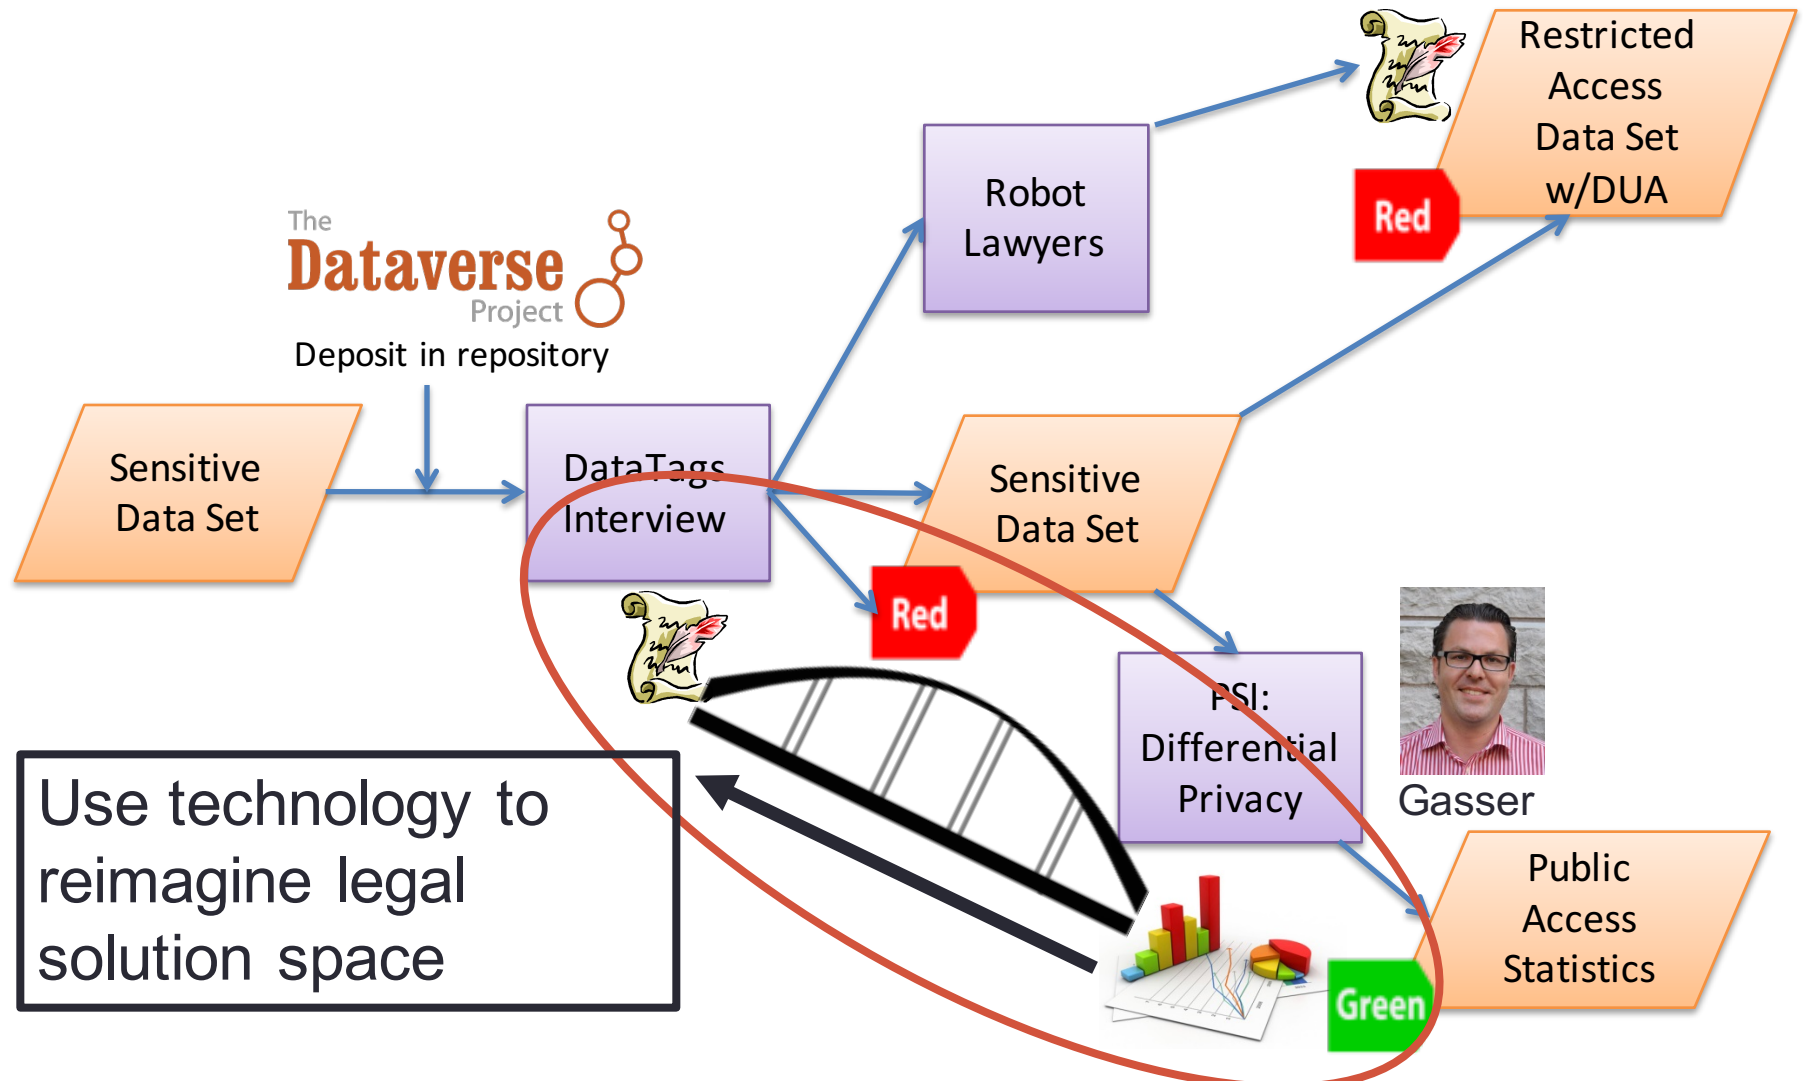 Restricted
Access
Data Set
w/DUA
Red
Robot
Lawyers
The
Dataverse
Project
Deposit in repository
Sensitive
Data Set
DataTags
Interview
Sensitive
Data Set
Red
PSI:
Differential
Privacy
Gasser
Use technology to
reimagine legal
solution space
Public
Access
Statistics
Green